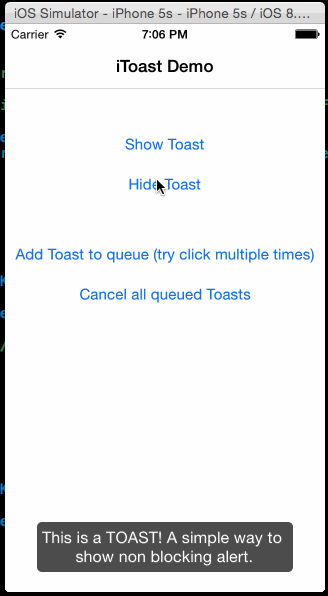 iOS Simulator - iPhone 5s - iPhone 5s / iOS 8....
Carrier 7:06 PM
iToast Demo
Show Toast
Hide Toast
Add Toast to queue (try click multiple times)
Cancel all queued Toasts
This is a TOAST! A simple way to
show non blocking alert.